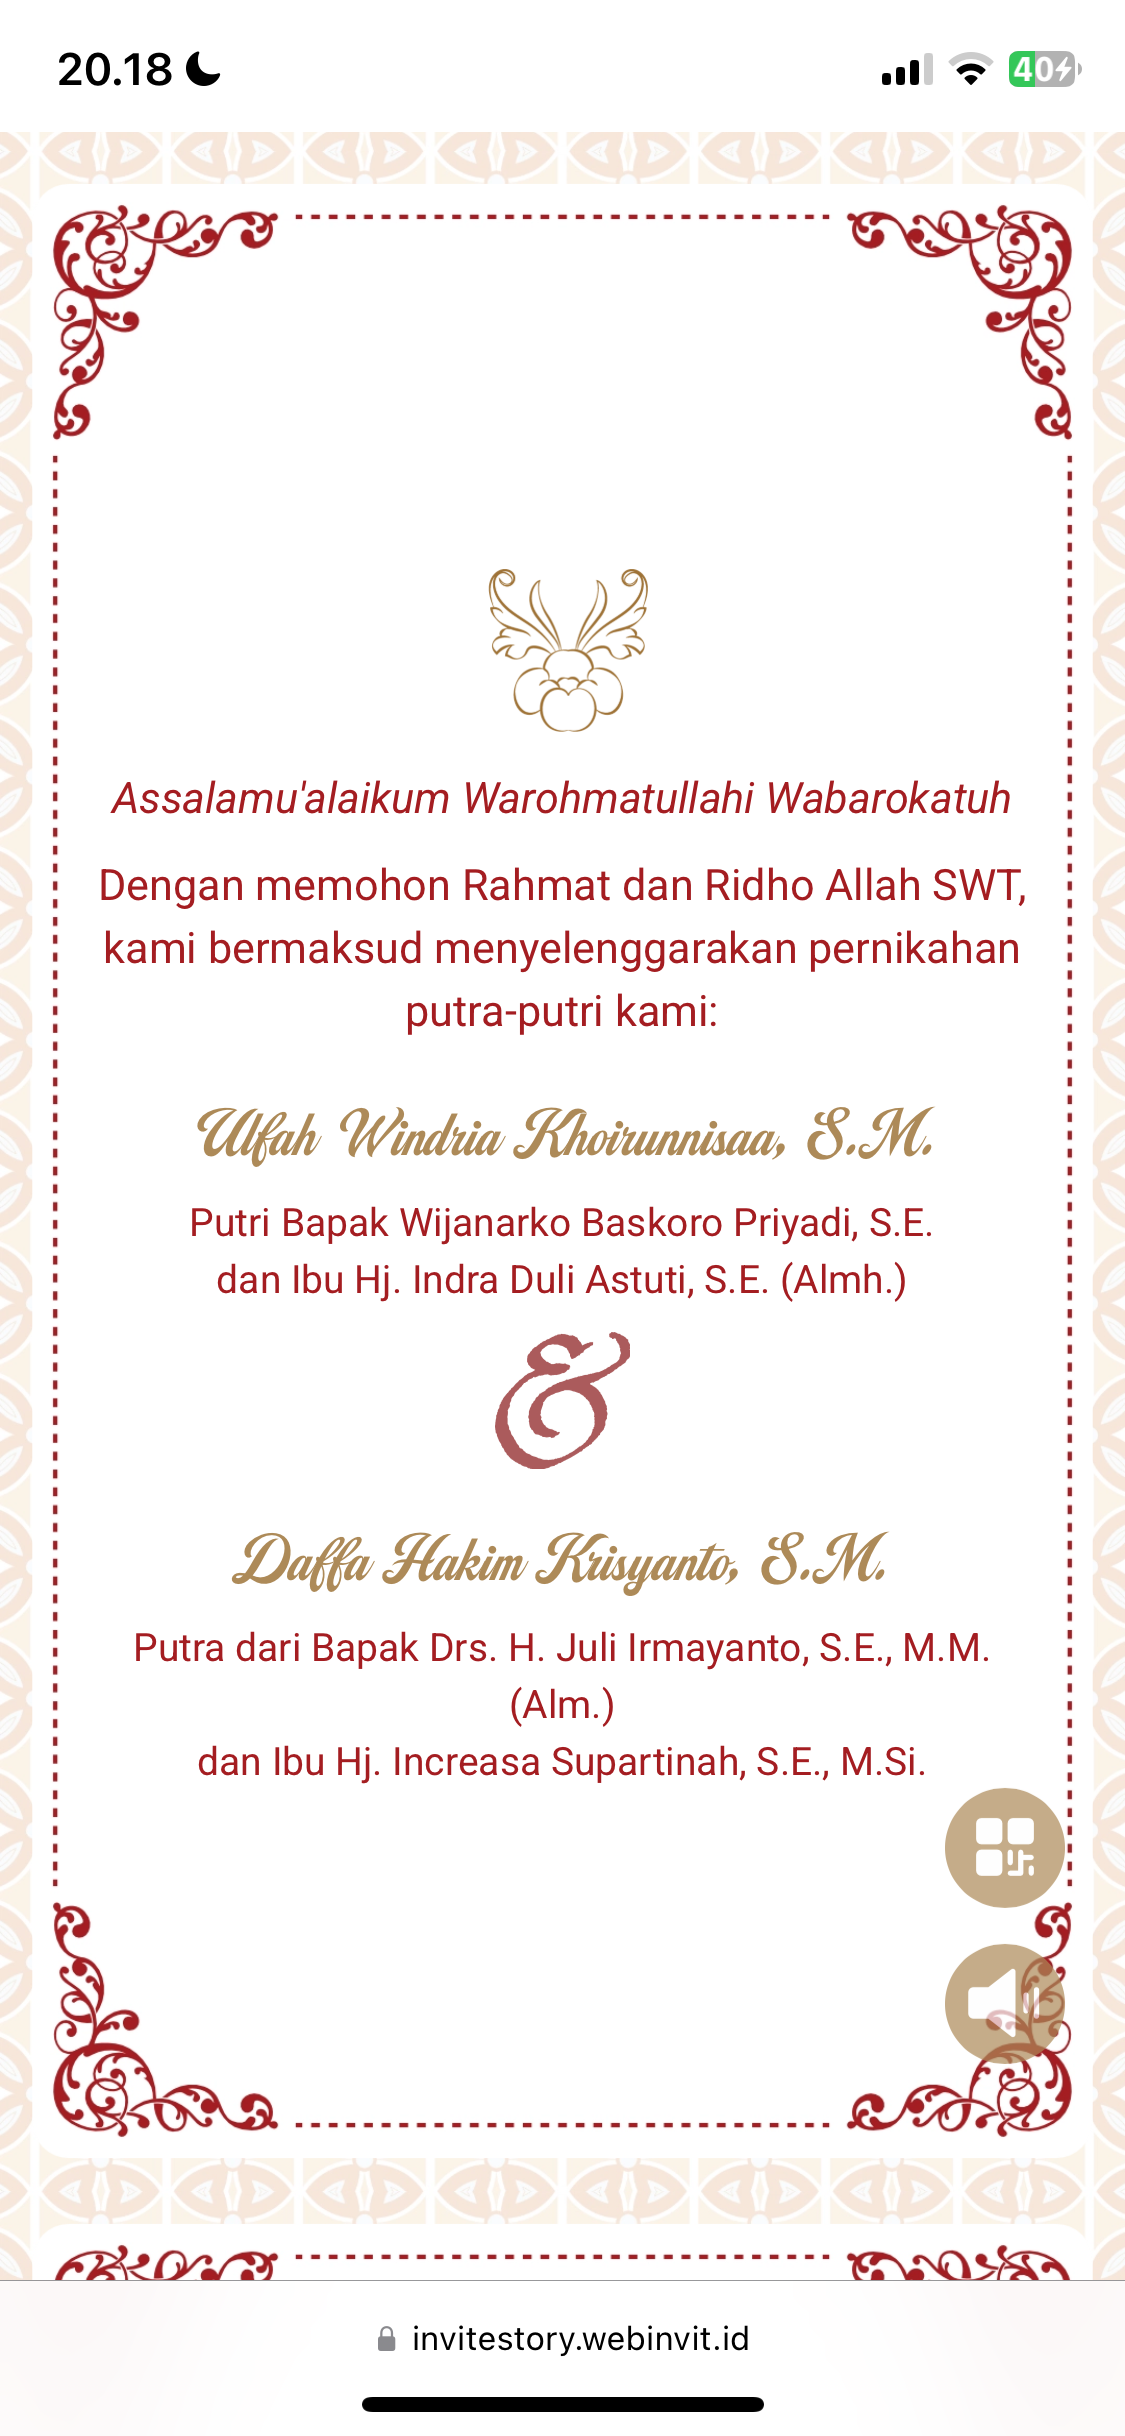 20.18
40
Assalamu'alaikum Warohmatullahi Wabarokatuh
Dengan memohon Rahmat dan Ridho Allah SWT,
kami bermaksud menyelenggarakan pernikahan
putra-putri kami:
Ulfah Windria Khoirunnisaa, S.M.
Putri Bapak Wijanarko Baskoro Priyadi, S.E.
dan Ibu Hj. Indra Duli Astuti, S.E. (Almh.)
&
Daffa Hakim Krisyanto, S.M.
Putra dari Bapak Drs. H. Juli Irmayanto, S.E., M.M.
(Alm.)
dan Ibu Hj. Increasa Supartinah, S.E., M.Si.
invitestory.webinvit.id